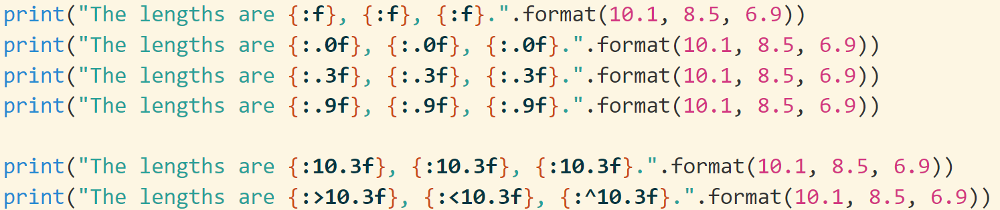 print("The lengths are {:f}, {:f}, {:f}.".format(10.1, 8.5, 6.9))
print("The lengths are {:.0f}, {:.0f}, {:.0f}.".format(10.1, 8.5, 6.9))
print("The lengths are {:.3f}, {:.3f}, {:.3f}.".format(10.1, 8.5, 6.9))
print("The lengths are {:.9f}, {:.9f}, {:.9f}.".format(10.1, 8.5, 6.9))
print("The lengths are {:10.3f}, {:10.3f}, {:10.3f}.".format(10.1, 8.5, 6.9))
print("The lengths are {:>10.3f}, {:<10.3f}, {:^10.3f}.".format(10.1, 8.5, 6.9))